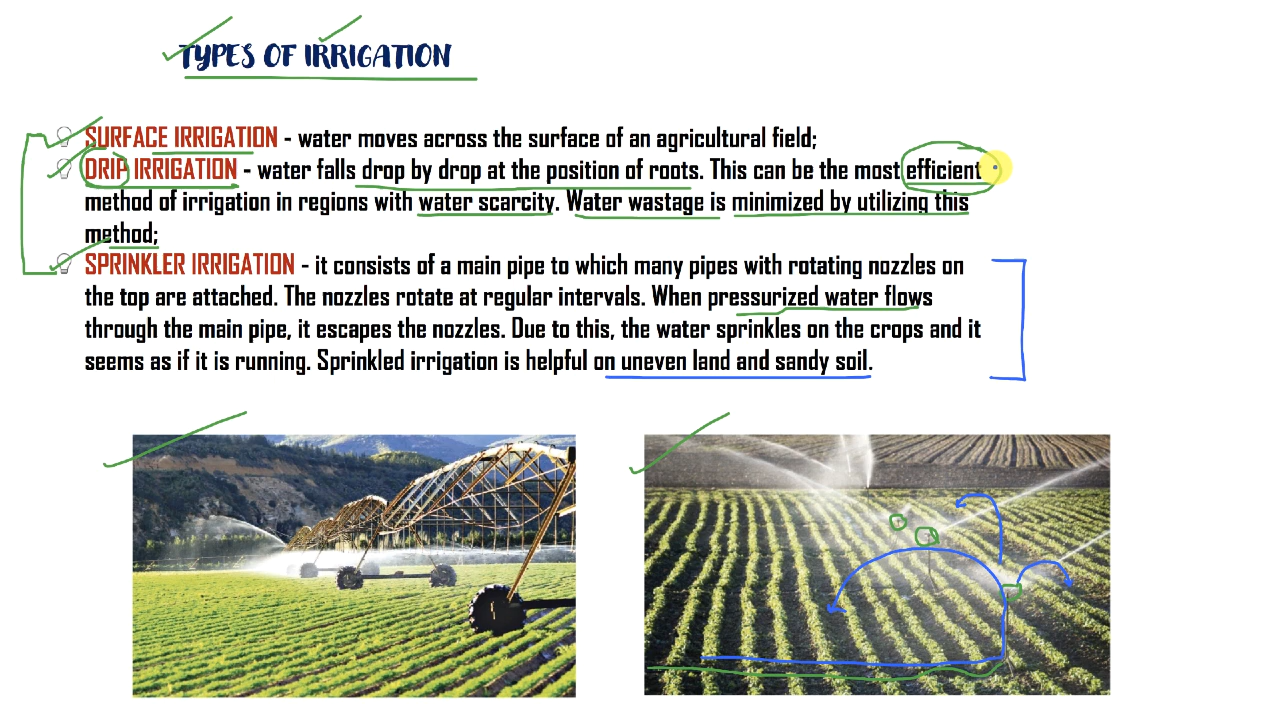 TYPES OF IRRIGATION
SURFACE IRRIGATION - water moves across the surface of an agricultural field;
DRIP IRRIGATION - water falls drop by drop at the position of roots. This can be the most efficient
method of irrigation in regions with water scarcity. Water wastage is minimized by utilizing this
method;
SPRINKLER IRRIGATION - it consists of a main pipe to which many pipes with rotating nozzles on
the top are attached. The nozzles rotate at regular intervals. When pressurized water flows
through the main pipe, it escapes the nozzles. Due to this, the water sprinkles on the crops and it
seems as if it is running. Sprinkled irrigation is helpful on uneven land and sandy soil.